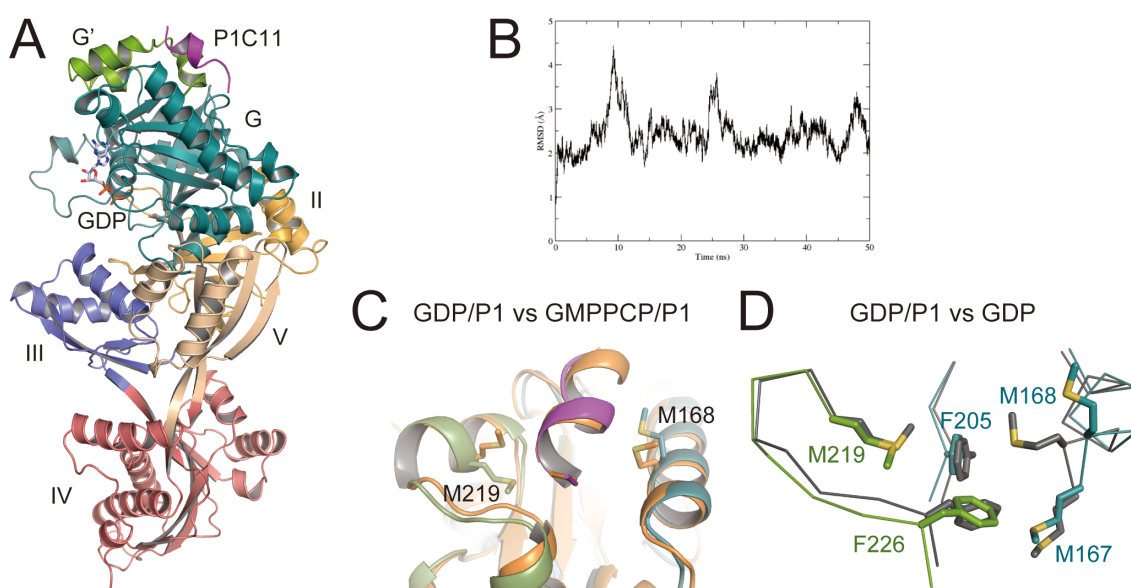 A
G'
P1C11
G
GDP
II
III
V
IV
B
RMSD (Å)
5
4
3
2
1
0
0
10
20
30
40
50
Time (ns)
C
GDP/P1 vs GMPPCP/P1
M168
M219
D
GDP/P1 vs GDP
M168
F205
M219
F226
M167